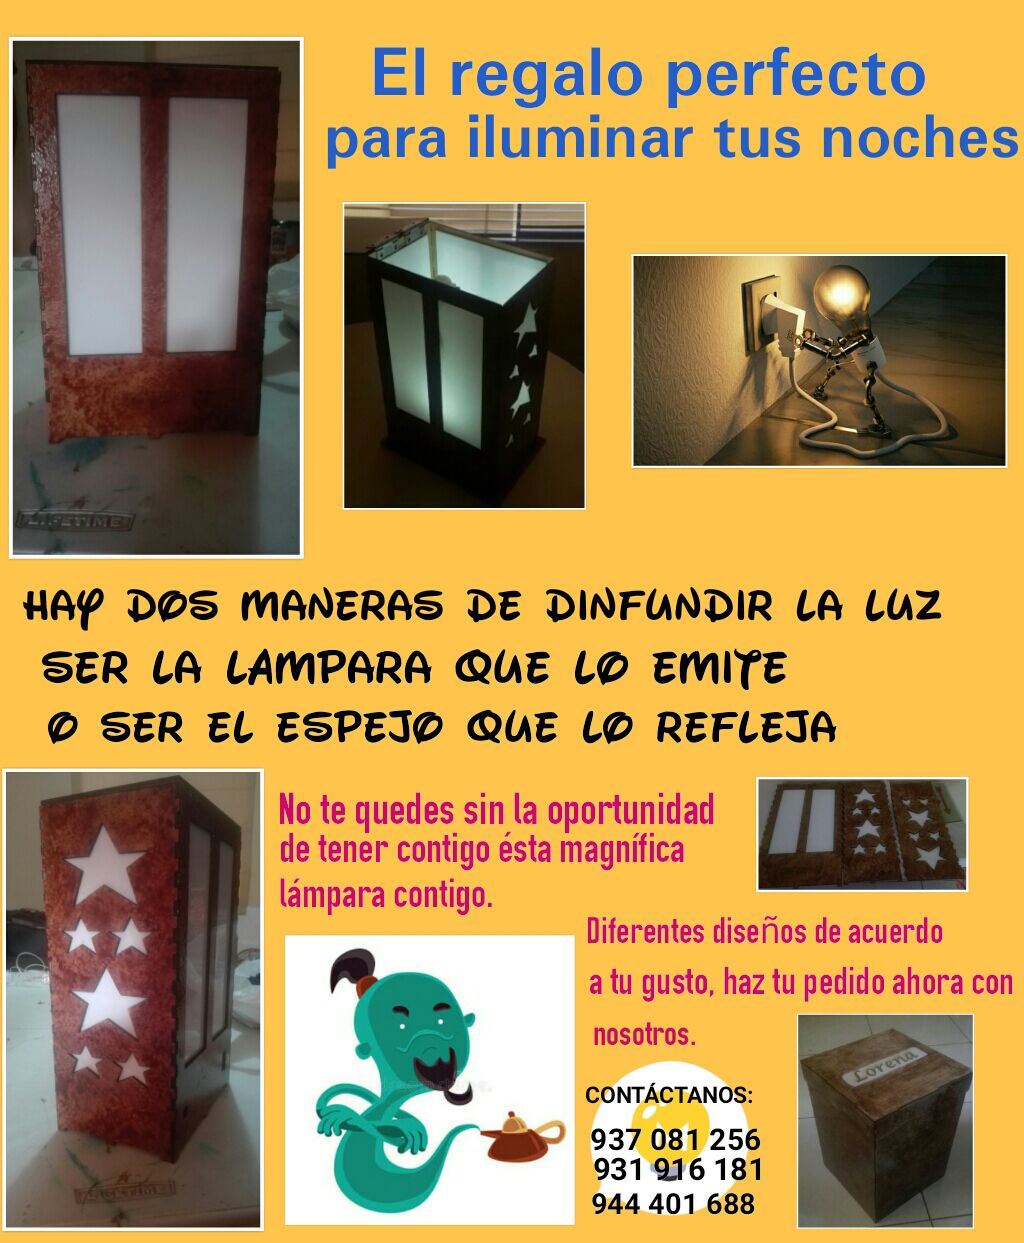 El regalo perfecto
para iluminar tus noches
LIFETIME
HAY DOS MANERAS DE DINFUNDIR LA LUZ
SER LA LAMPARA QUE LO EMITE
O SER EL ESPEJO QUE LO REFLEJA
No te quedes sin la oportunidad
de tener contigo ésta magnífica
lámpara contigo.
Diferentes diseños de acuerdo
a tu gusto, haz tu pedido ahora con
nosotros.
Lorena
CONTÁCTANOS:
937 081 256
931 916 181
944 401 688